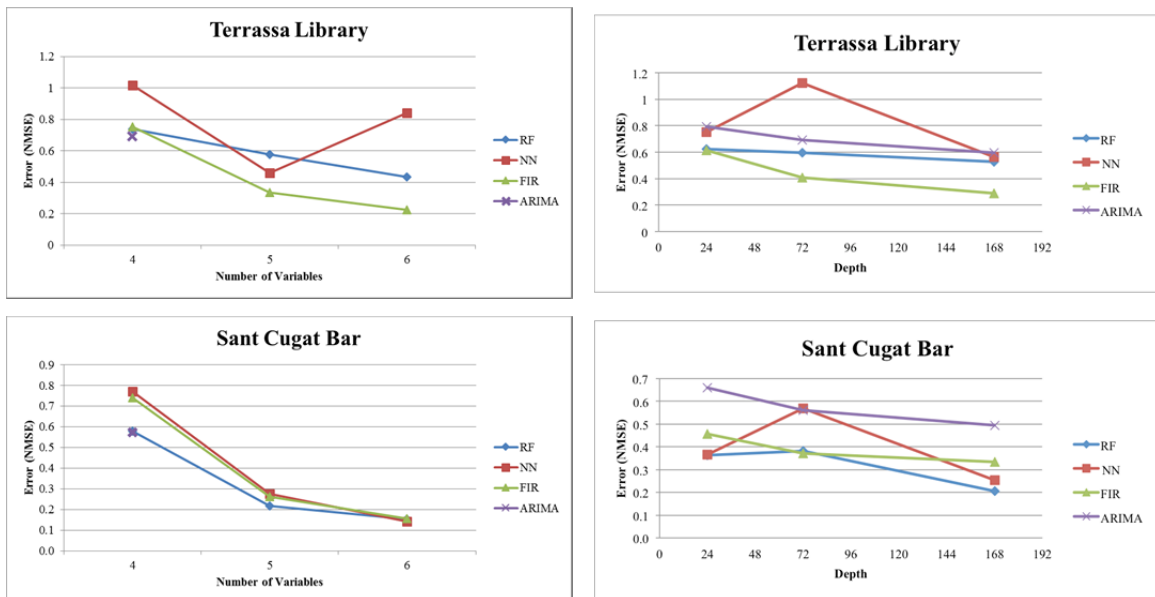 Terrassa Library
1.2
1
0.8
0.6
0.4
0.2
0
Error (NMSE)
4 5 6
Number of Variables
RF
NN
FIR
ARIMA
Terrassa Library
1.2
1
0.8
0.6
0.4
0.2
0
Error (NMSE)
0 24 48 72 96 120 144 168 192
Depth
RF
NN
FIR
ARIMA
Sant Cugat Bar
0.9
0.8
0.7
0.6
0.5
0.4
0.3
0.2
0.1
0.0
Error (NMSE)
4 5 6
Number of Variables
RF
NN
FIR
ARIMA
Sant Cugat Bar
0.7
0.6
0.5
0.4
0.3
0.2
0.1
0.0
Error (NMSE)
0 24 48 72 96 120 144 168 192
Depth
RF
NN
FIR
ARIMA